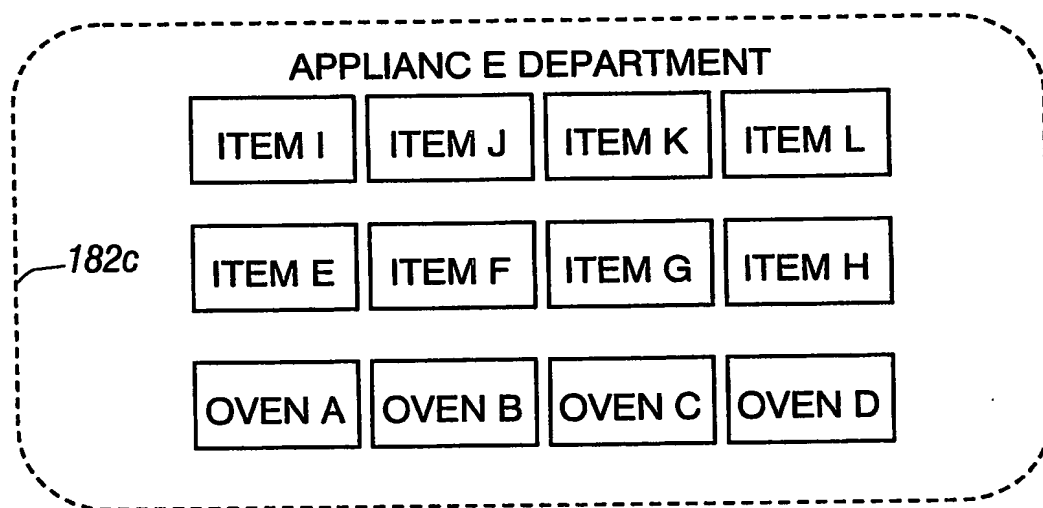 APPLIANC E DEPARTMENT
ITEM I ITEM J ITEM K ITEM L
182c
ITEM E ITEM F ITEM G ITEM H
OVEN A OVEN B OVEN C OVEN D